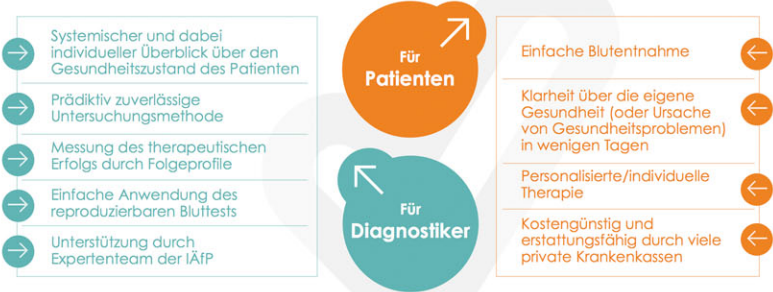 Systemischer und dabei
individueller Überblick über den
Gesundheitszustand des Patienten
Prädiktiv zuverlässige
Untersuchungsmethode
Messung des therapeutischen
Erfolgs durch Folgeprofile
Einfache Anwendung des
reproduzierbaren Bluttests
Unterstützung durch
Expertenteam der IÄfP
Für
Patienten
Für
Diagnostiker
Einfache Blutentnahme
Klarheit über die eigene
Gesundheit (oder Ursache
von Gesundheitsproblemen)
in wenigen Tagen
Personalisierte/individuelle
Therapie
Kostengünstig und
erstattungsfähig durch viele
private Krankenkassen